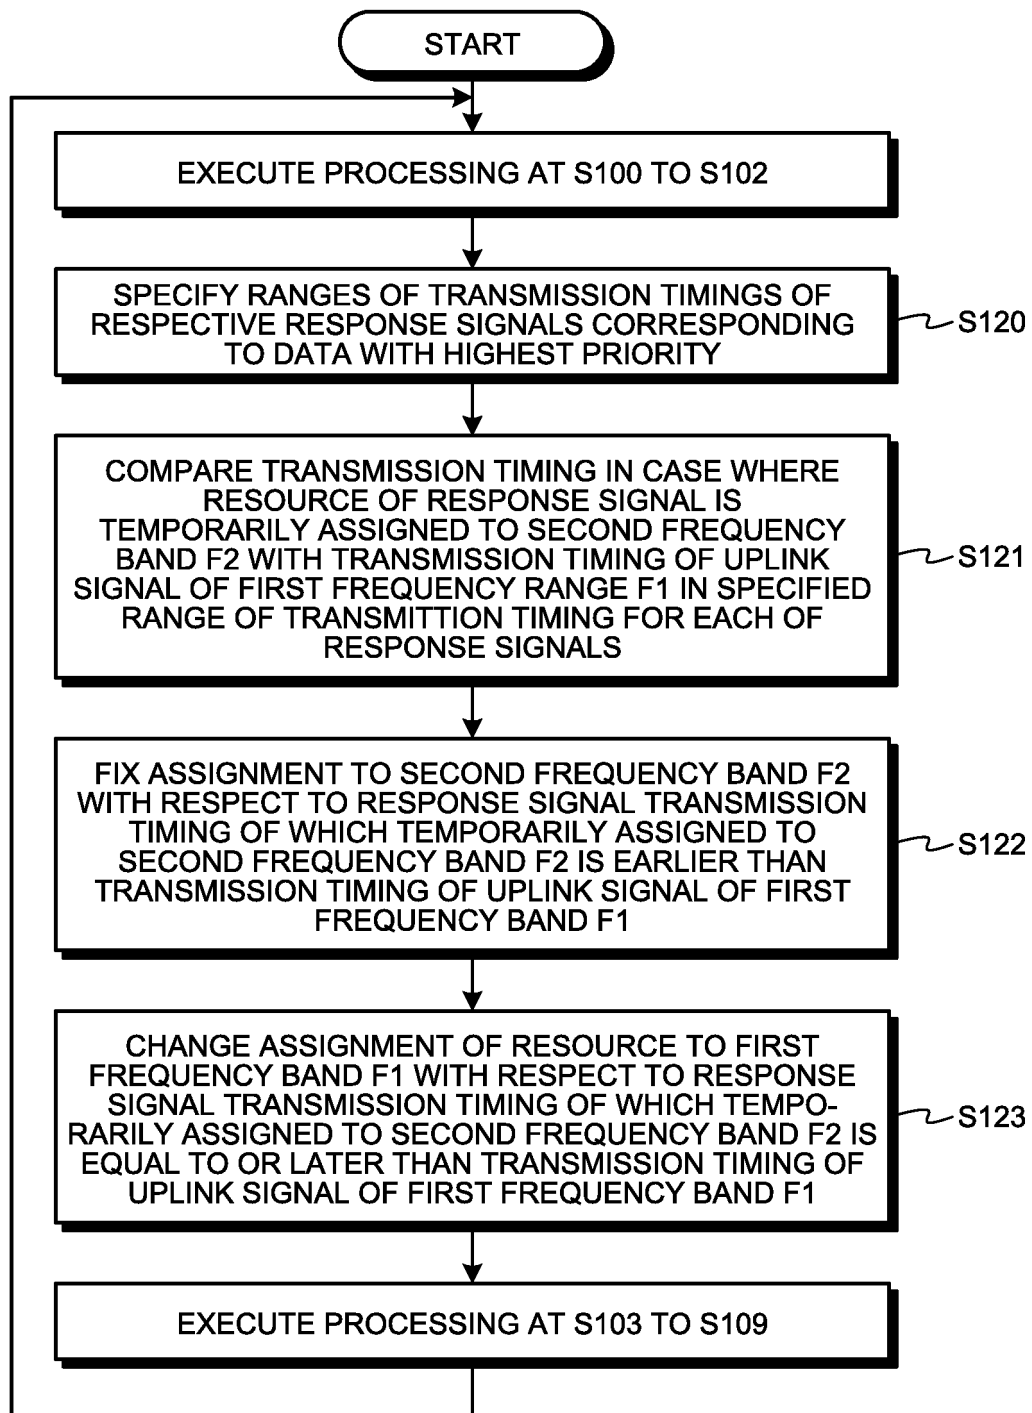 START
EXECUTE PROCESSING AT S100 TO S102
SPECIFY RANGES OF TRANSMISSION TIMINGS OF
RESPECTIVE RESPONSE SIGNALS CORRESPONDING
TO DATA WITH HIGHEST PRIORITY
S120
COMPARE TRANSMISSION TIMING IN CASE WHERE
RESOURCE OF RESPONSE SIGNAL IS
TEMPORARILY ASSIGNED TO SECOND FREQUENCY
BAND F2 WITH TRANSMISSION TIMING OF UPLINK
SIGNAL OF FIRST FREQUENCY RANGE F1 IN SPECIFIED
RANGE OF TRANSMITTION TIMING FOR EACH OF
RESPONSE SIGNALS
S121
FIX ASSIGNMENT TO SECOND FREQUENCY BAND F2
WITH RESPECT TO RESPONSE SIGNAL TRANSMISSION
TIMING OF WHICH TEMPORARILY ASSIGNED TO
SECOND FREQUENCY BAND F2 IS EARLIER THAN
TRANSMISSION TIMING OF UPLINK SIGNAL OF FIRST
FREQUENCY BAND F1
S122
CHANGE ASSIGNMENT OF RESOURCE TO FIRST
FREQUENCY BAND F1 WITH RESPECT TO RESPONSE
SIGNAL TRANSMISSION TIMING OF WHICH TEMPO-
RARILY ASSIGNED TO SECOND FREQUENCY BAND F2 IS
EQUAL TO OR LATER THAN TRANSMISSION TIMING OF
UPLINK SIGNAL OF FIRST FREQUENCY BAND F1
S123
EXECUTE PROCESSING AT S103 TO S109